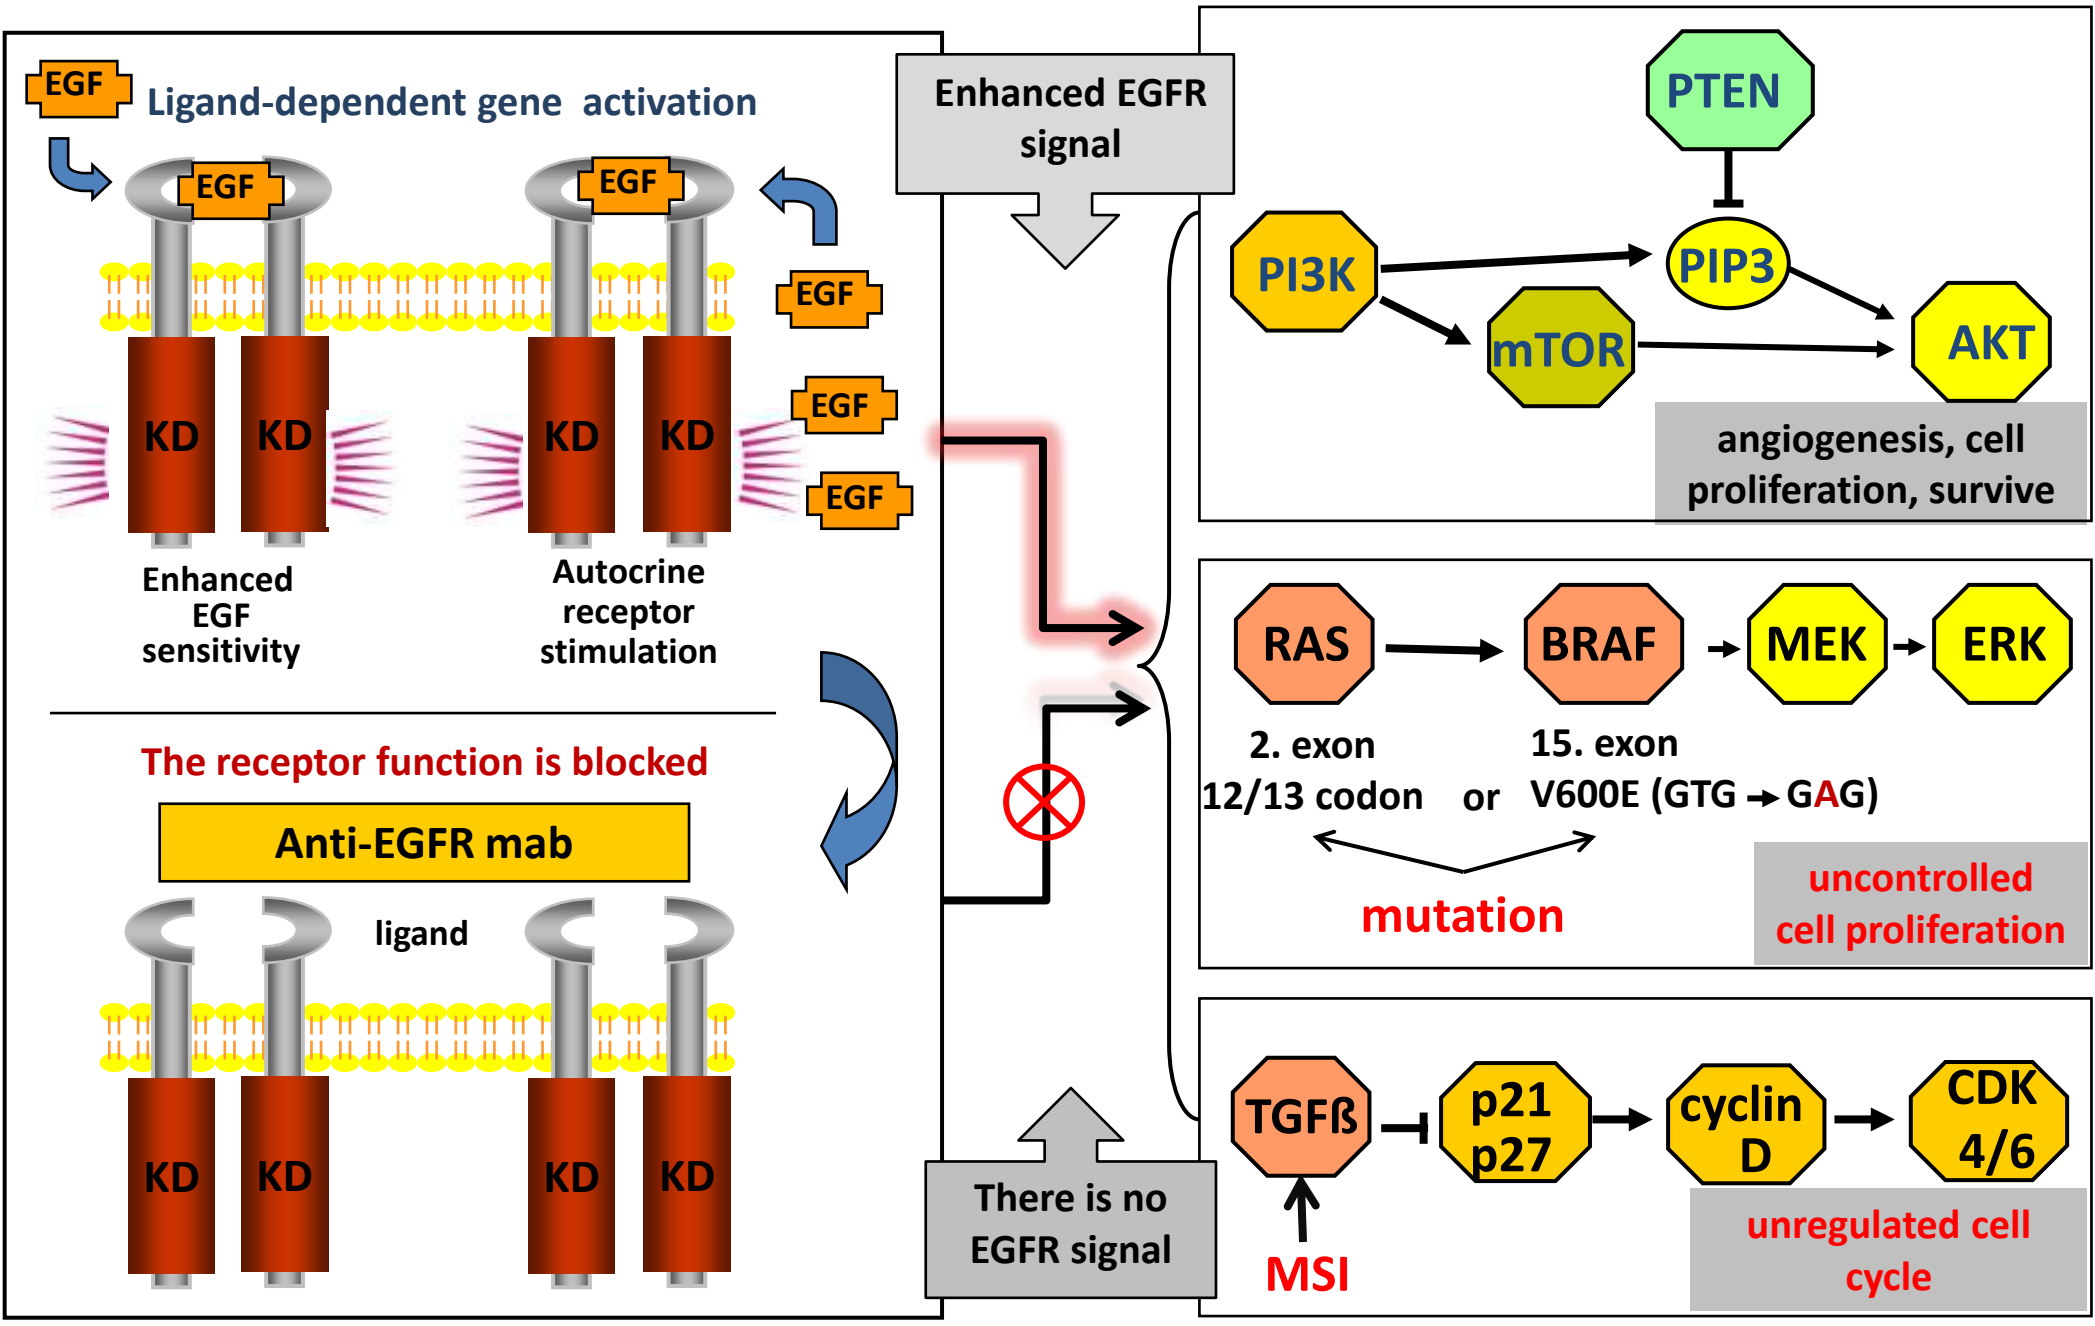 EGF
Ligand-dependent gene activation
EGF
EGF
EGF
EGF
EGF
KD
KD
KD
KD
Enhanced
EGF
sensitivity
Autocrine
receptor
stimulation
The receptor function is blocked
Anti-EGFR mab
ligand
KD
KD
KD
KD
Enhanced EGFR
signal
There is no
EGFR signal
PTEN
PI3K
PIP3
mTOR
AKT
angiogenesis, cell
proliferation, survive
RAS
BRAF
MEK
ERK
2. exon
12/13 codon
or
15. exon
V600E (GTG → GAG)
mutation
uncontrolled
cell proliferation
TGFß
p21
p27
cyclin
D
CDK
4/6
MSI
unregulated cell
cycle